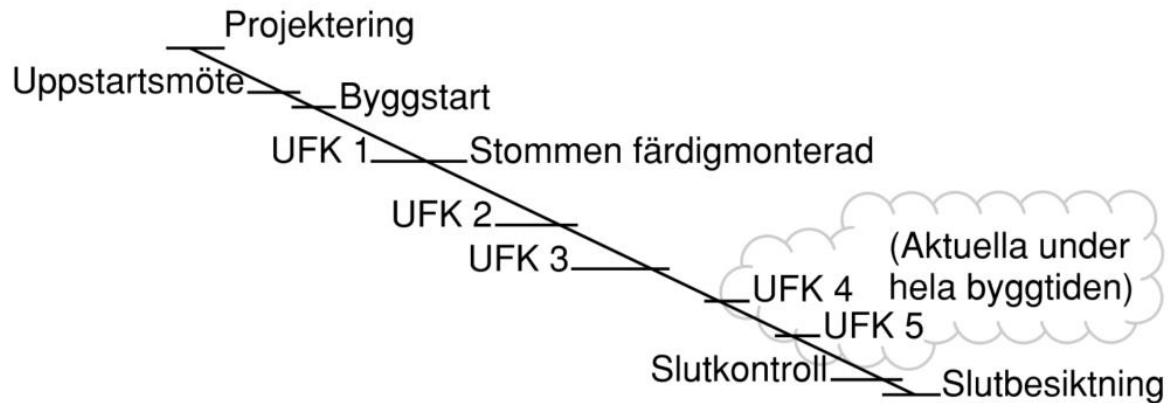 Projektering
Uppstartsmöte
Byggstart
UFK 1
Stommen färdigmonterad
UFK 2
UFK 3
(Aktuella under
hela byggtiden)
UFK 4
UFK 5
Slutkontroll
Slutbesiktning